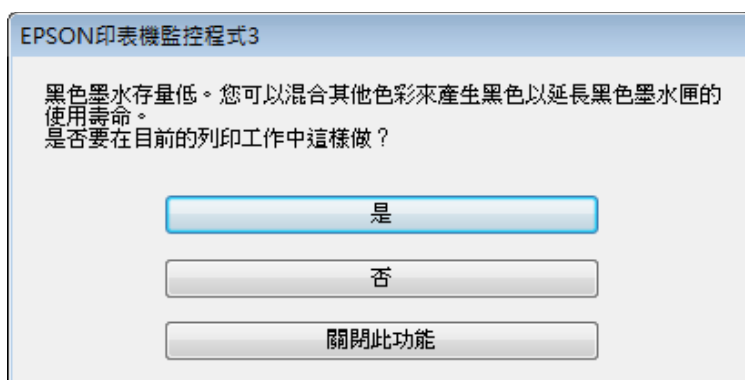 EPSON印表機監控程式3
黑色墨水存量低。您可以混合其他色彩來產生黑色以延長黑色墨水匣的
使用壽命。
是否要在目前的列印工作中這樣做？
是
否
關閉此功能